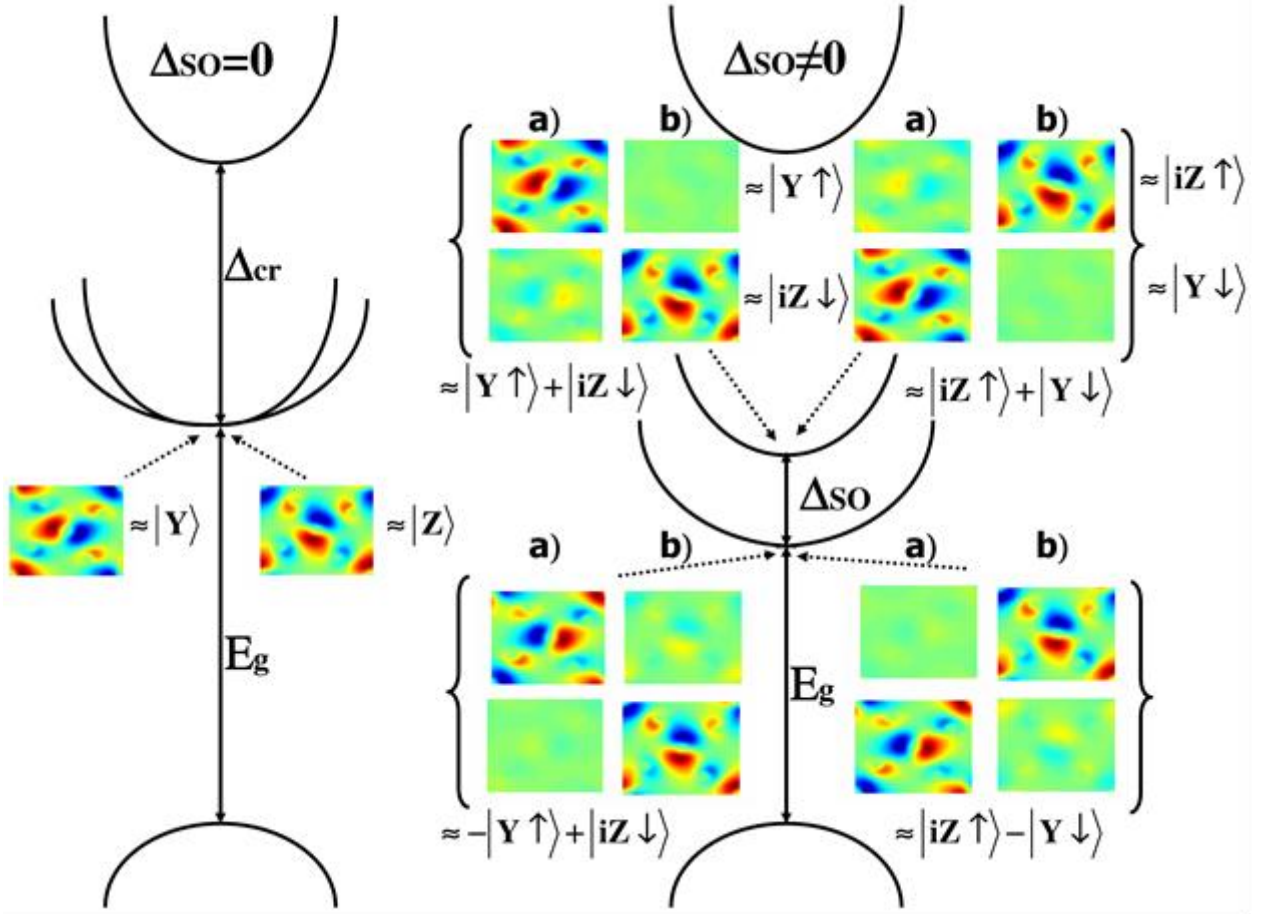 Δso=0
Δso≠0
a) b) a) b)
≈|Y ↑⟩ ≈|iZ ↑⟩
Δcr
≈|iZ ↓⟩ ≈|Y ↓⟩
≈|Y ↑⟩+|iZ ↓⟩ ≈|iZ ↑⟩+|Y ↓⟩
≈|Y⟩ ≈|Z⟩
Δso
a) b) a) b)
Eg Eg
≈-|Y ↑⟩+|iZ ↓⟩ ≈|iZ ↑⟩-|Y ↓⟩